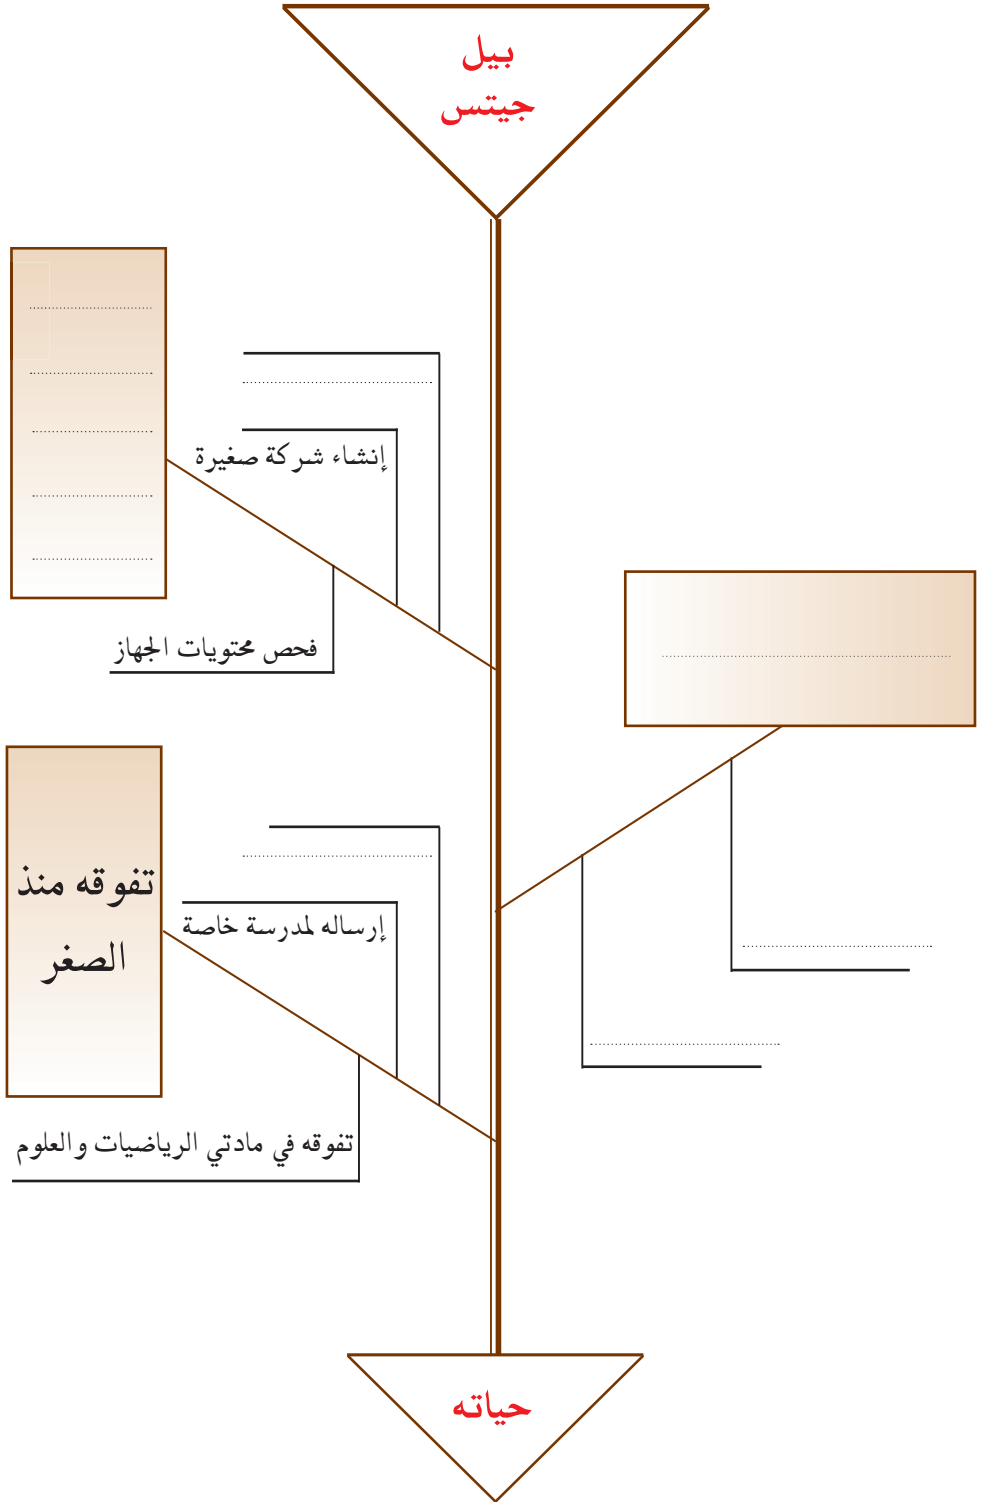 بيل
جيتس
إنشاء شركة صغيرة
فحص محتويات الجهاز
تفوقه منذ
الصغر
إرساله لمدرسة خاصة
تفوقه في مادتي الرياضيات والعلوم
حياته